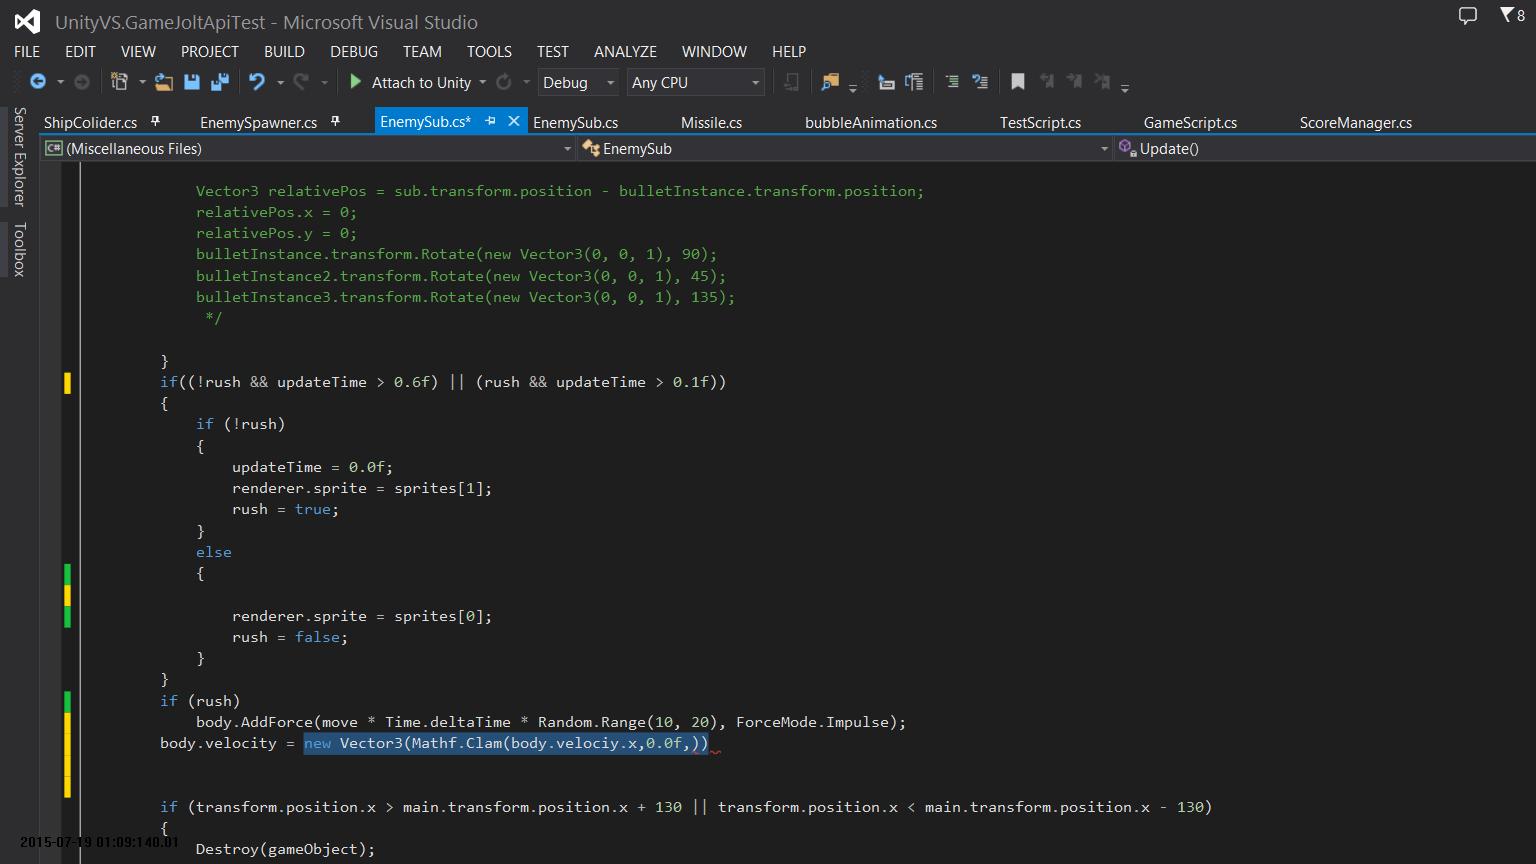 UnityVS.GameJoltApiTest - Microsoft Visual Studio
8
FILE EDIT VIEW PROJECT BUILD DEBUG TEAM TOOLS TEST ANALYZE WINDOW HELP
Attach to Unity Debug Any CPU
Server Explorer
Toolbox
ShipColider.cs EnemySpawner.cs EnemySub.cs* EnemySub.cs Missile.cs bubbleAnimation.cs TestScript.cs GameScript.cs ScoreManager.cs
C# (Miscellaneous Files) EnemySub Update()
Vector3 relativePos = sub.transform.position - bulletInstance.transform.position;
relativePos.x = 0;
relativePos.y = 0;
bulletInstance.transform.Rotate(new Vector3(0, 0, 1), 90);
bulletInstance2.transform.Rotate(new Vector3(0, 0, 1), 45);
bulletInstance3.transform.Rotate(new Vector3(0, 0, 1), 135);
*/
}
if((!rush && updateTime > 0.6f) || (rush && updateTime > 0.1f))
{
if (!rush)
{
updateTime = 0.0f;
renderer.sprite = sprites[1];
rush = true;
}
else
{
renderer.sprite = sprites[0];
rush = false;
}
}
if (rush)
body.AddForce(move * Time.deltaTime * Random.Range(10, 20), ForceMode.Impulse);
body.velocity = new Vector3(Mathf.Clam(body.velociy.x,0.0f,))
if (transform.position.x > main.transform.position.x + 130 || transform.position.x < main.transform.position.x - 130)
{
Destroy(gameObject);
2015-07-19 01:09:140.01